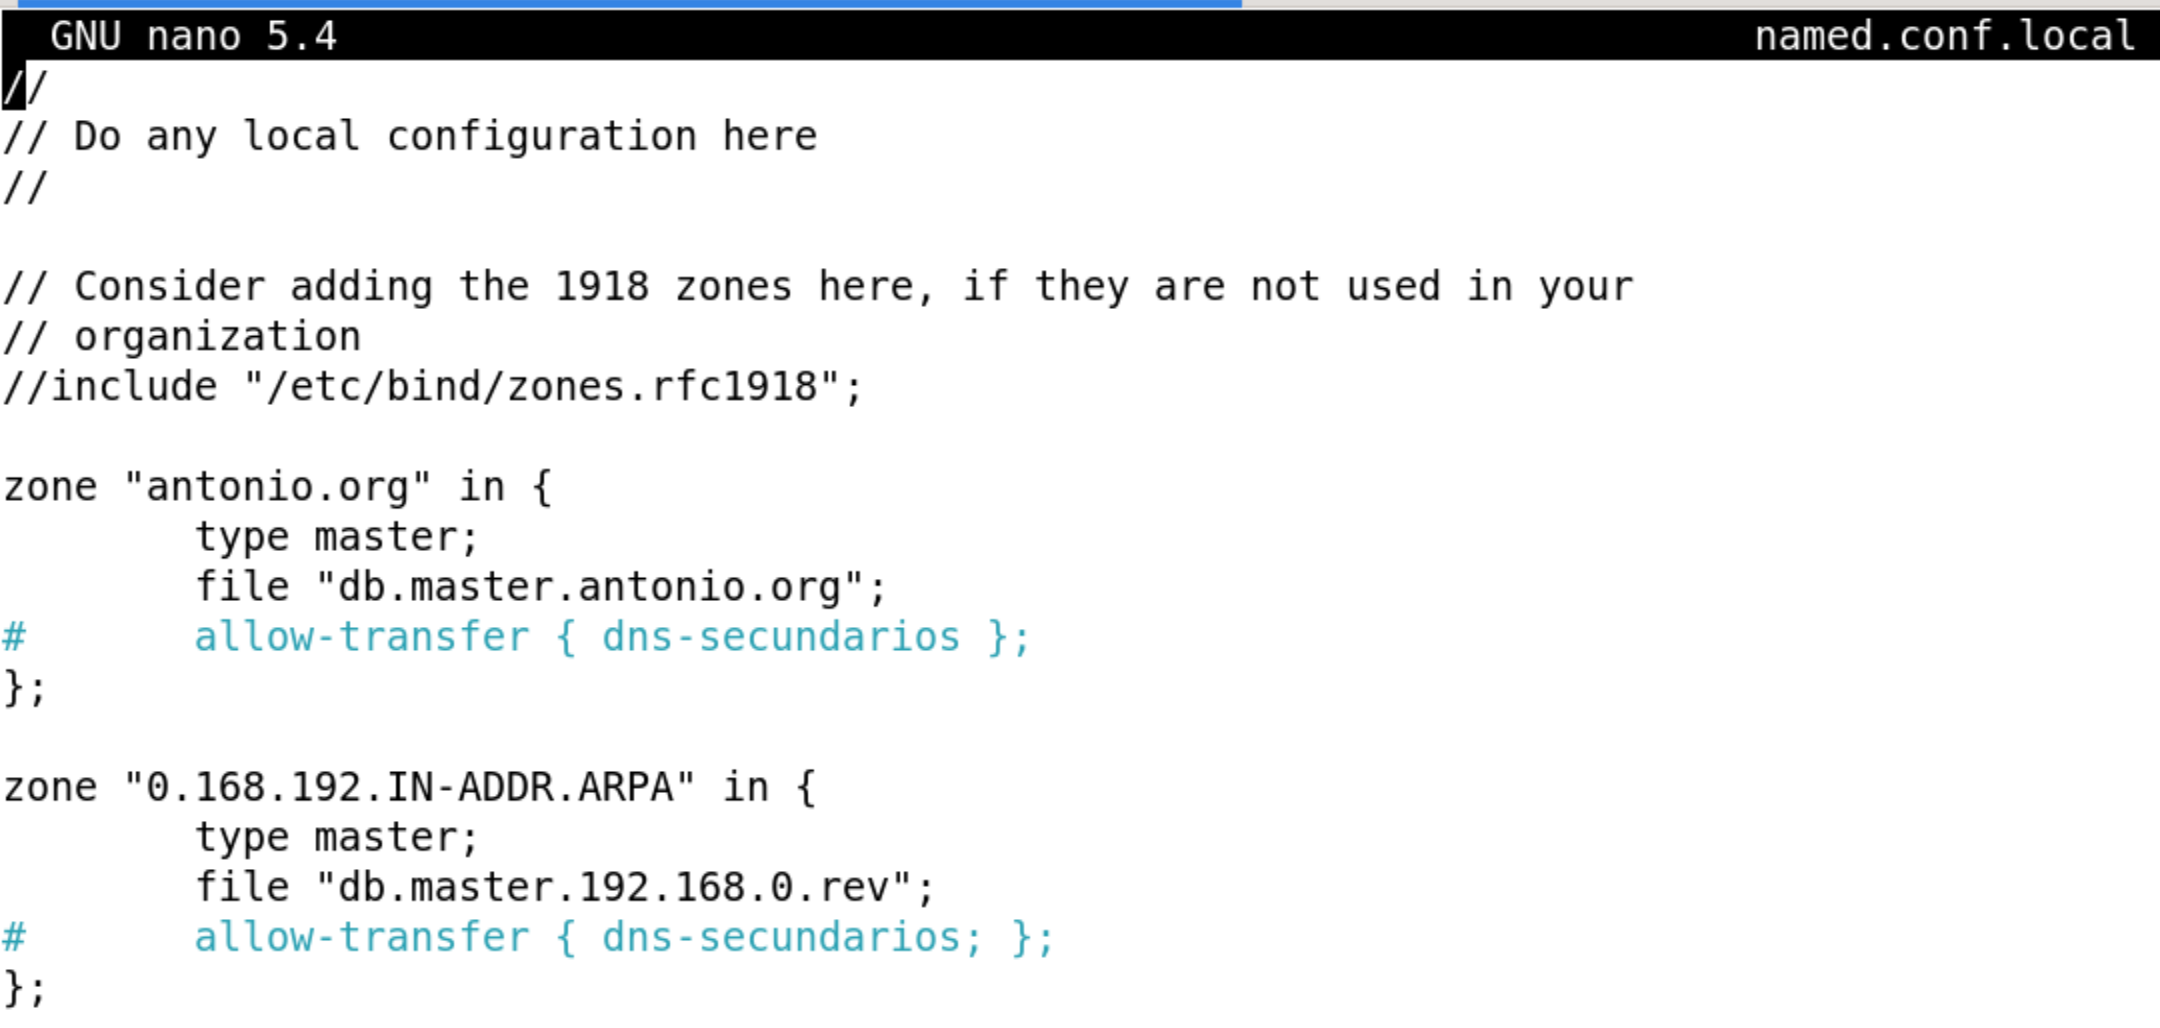 GNU nano 5.4 named.conf.local
//
// Do any local configuration here
//
// Consider adding the 1918 zones here, if they are not used in your
// organization
//include "/etc/bind/zones.rfc1918";
zone "antonio.org" in {
        type master;
        file "db.master.antonio.org";
#       allow-transfer { dns-secundarios };
};
zone "0.168.192.IN-ADDR.ARPA" in {
        type master;
        file "db.master.192.168.0.rev";
#       allow-transfer { dns-secundarios; };
};